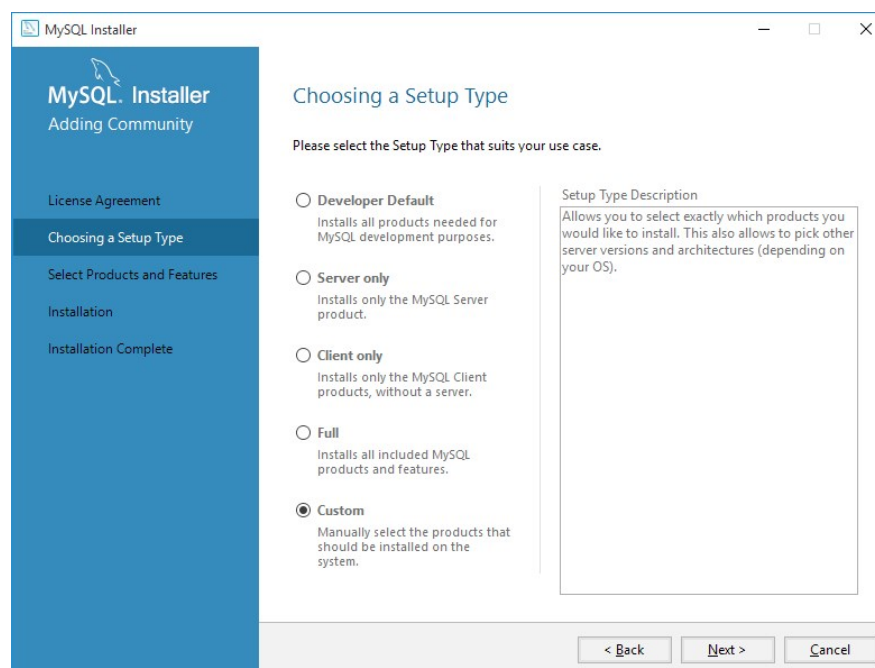 MySQL Installer
MySQL. Installer
Adding Community
License Agreement
Choosing a Setup Type
Select Products and Features
Installation
Installation Complete
Choosing a Setup Type
Please select the Setup Type that suits your use case.
Developer Default
Installs all products needed for
MySQL development purposes.
Server only
Installs only the MySQL Server
product.
Client only
Installs only the MySQL Client
products, without a server.
Full
Installs all included MySQL
products and features.
Custom
Manually select the products that
should be installed on the
system.
Setup Type Description
Allows you to select exactly which products you
would like to install. This also allows to pick other
server versions and architectures (depending on
your OS).
< Back
Next >
Cancel